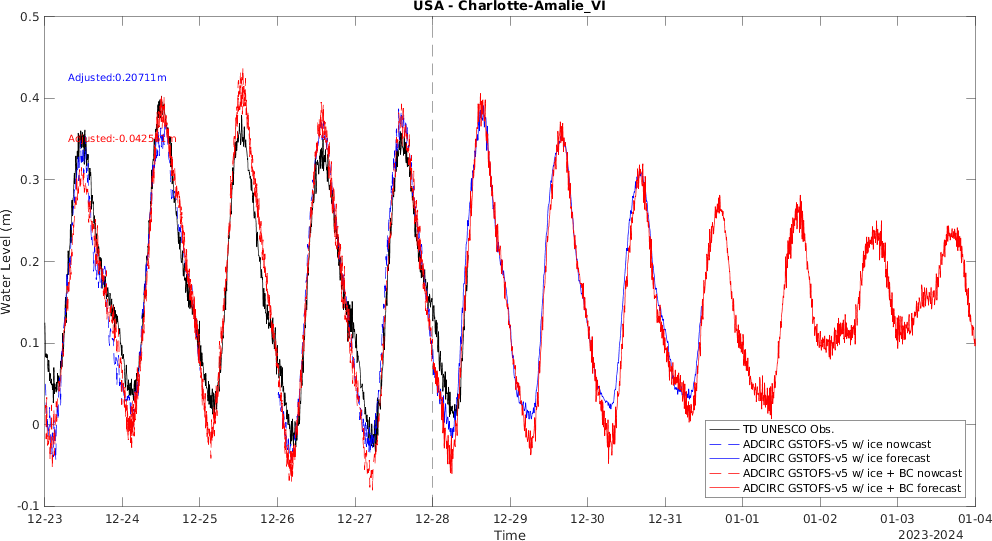 USA - Charlotte-Amalie_VI
0.5
0.4
0.3
0.2
0.1
0
-0.1
Water Level (m)
Adjusted:0.20711m
Adjusted:-0.0425
TD UNESCO Obs.
ADCIRC GSTOFS-v5 w/ ice nowcast
ADCIRC GSTOFS-v5 w/ ice forecast
ADCIRC GSTOFS-v5 w/ ice + BC nowcast
ADCIRC GSTOFS-v5 w/ ice + BC forecast
12-23 12-24 12-25 12-26 12-27 12-28 12-29 12-30 12-31 01-01 01-02 01-03 01-04
Time
2023-2024